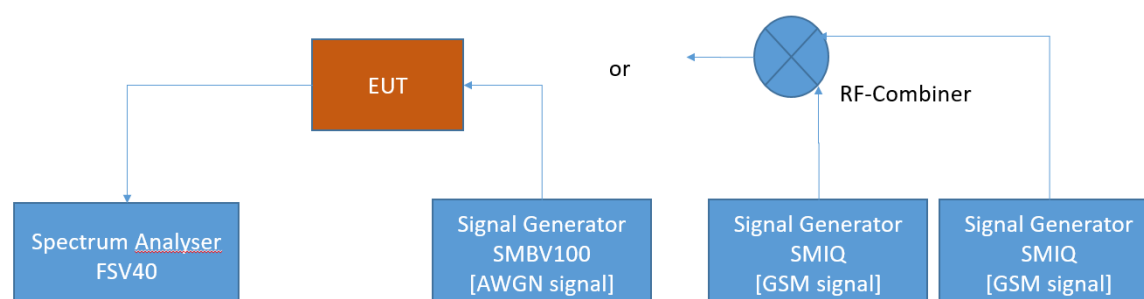 EUT
or
RF-Combiner
Spectrum Analyser
FSV40
Signal Generator
SMBV100
[AWGN signal]
Signal Generator
SMIQ
[GSM signal]
Signal Generator
SMIQ
[GSM signal]